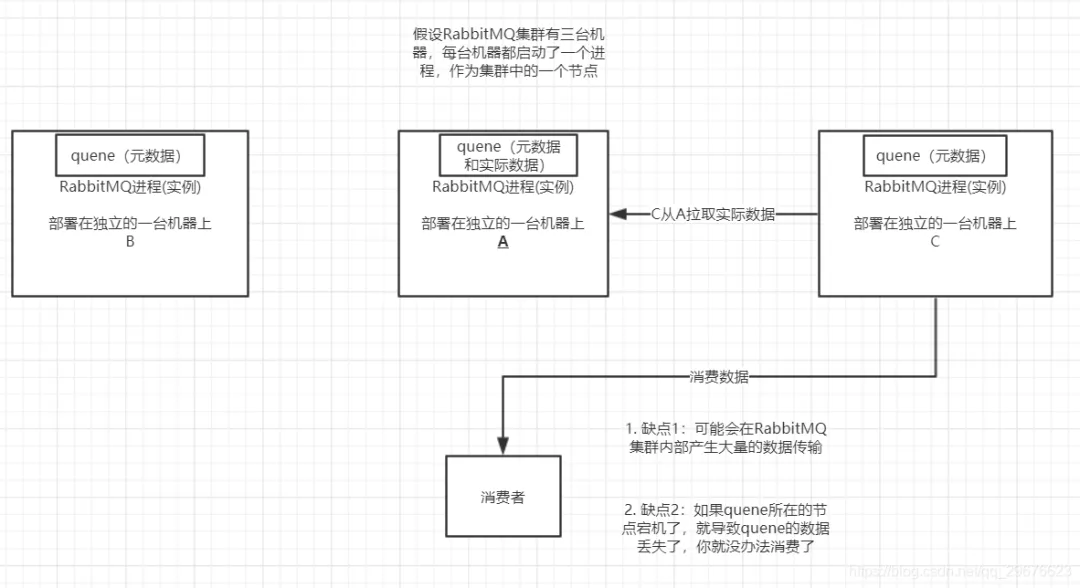 假设RabbitMQ集群有三台机
器，每台机器都启动了一个进
程，作为集群中的一个节点
quene（元数据）
RabbitMQ进程(实例)
部署在独立的一台机器上
B
quene（元数据
和实际数据）
RabbitMQ进程(实例)
部署在独立的一台机器上
A
C从A拉取实际数据
quene（元数据）
RabbitMQ进程(实例)
部署在独立的一台机器上
C
消费数据
消费者
1. 缺点1：可能会在RabbitMQ
集群内部产生大量的数据传输
2. 缺点2：如果quene所在的节
点宕机了，就导致quene的数据
丢失了，你就没办法消费了
https://blog.csdn.net/qq_29676623